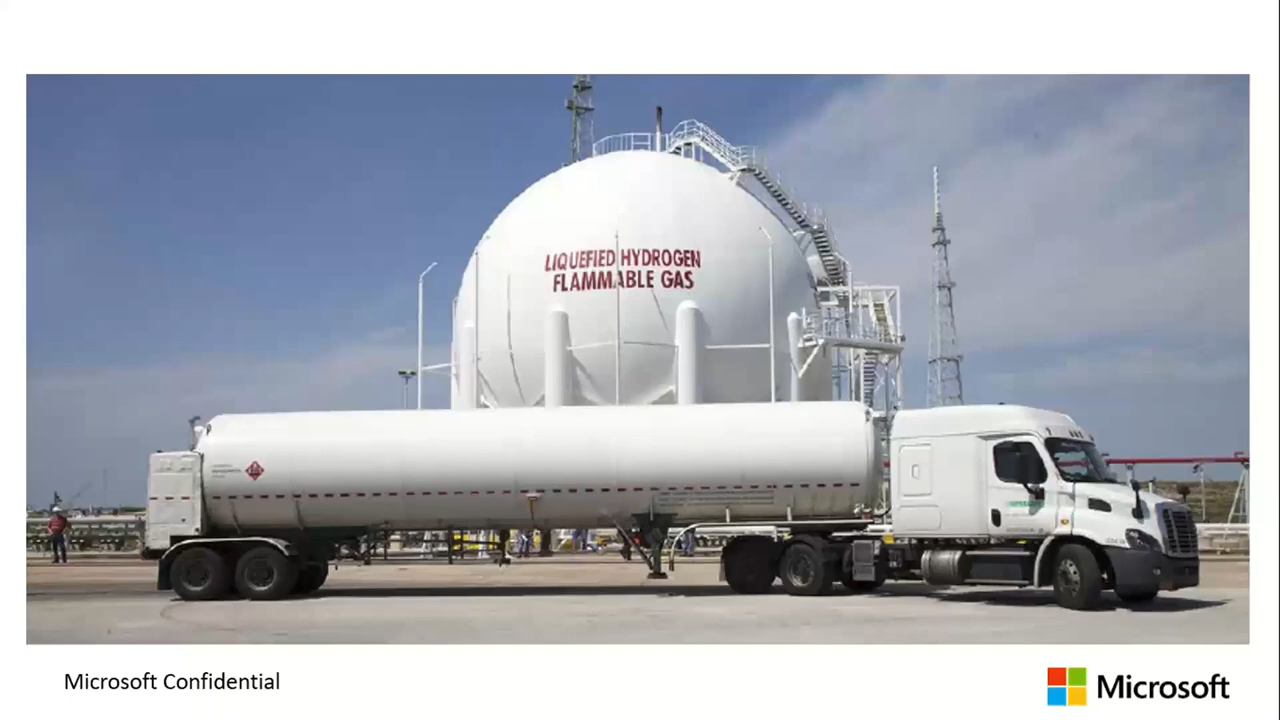 LIQUEFIED HYDROGEN
FLAMMABLE GAS
Microsoft Confidential
Microsoft